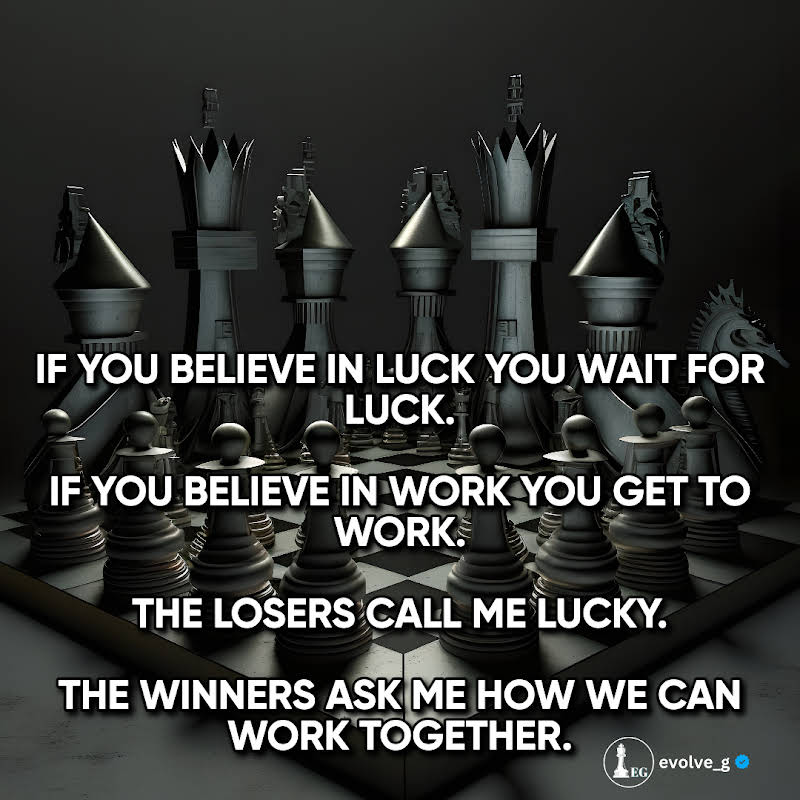 IF YOU BELIEVE IN LUCK YOU WAIT FOR
LUCK.
IF YOU BELIEVE IN WORK YOU GET TO
WORK.
THE LOSERS CALL ME LUCKY.
THE WINNERS ASK ME HOW WE CAN
WORK TOGETHER.
EG evolve_g